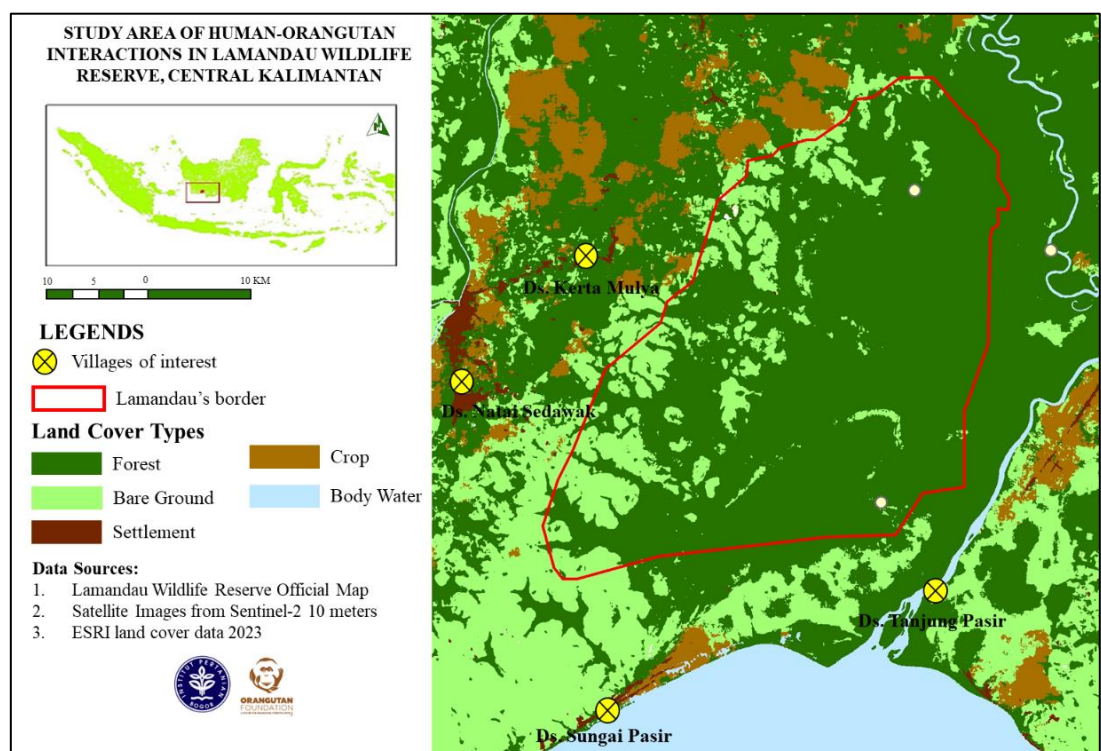 STUDY AREA OF HUMAN-ORANGUTAN
INTERACTIONS IN LAMANDAU WILDLIFE
RESERVE, CENTRAL KALIMANTAN
10 5 0 10 KM
LEGENDS
Villages of interest
Lamandau's border
Land Cover Types
Forest
Bare Ground
Settlement
Crop
Body Water
Data Sources:
1. Lamandau Wildlife Reserve Official Map
2. Satellite Images from Sentinel-2 10 meters
3. ESRI land cover data 2023
INSTITUT PERTANIAN
BOGOR
ORANGUTAN
FOUNDATION
Ds. Kerta Mulya
Ds. Natai Sedawak
Ds. Tanjung Pasir
Ds. Sungai Pasir